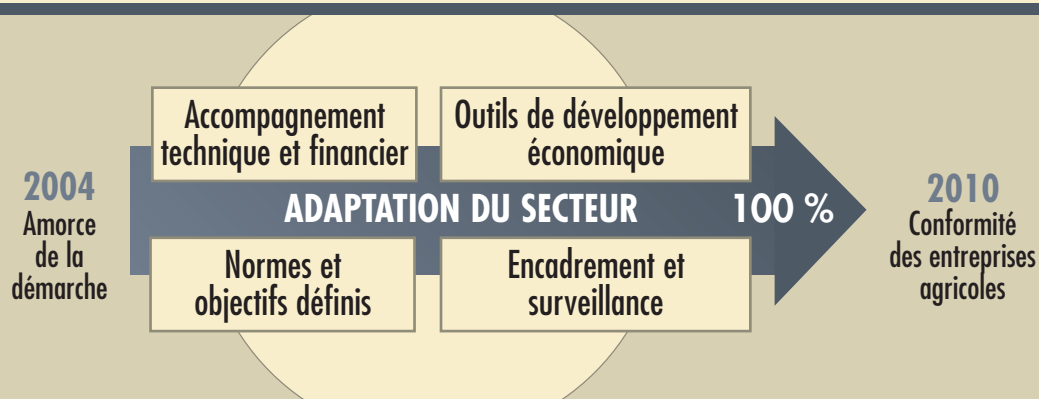 2004
Amorce
de la
démarche
Accompagnement
technique et financier
Outils de développement
économique
ADAPTATION DU SECTEUR 100 %
Normes et
objectifs définis
Encadrement et
surveillance
2010
Conformité
des entreprises
agricoles